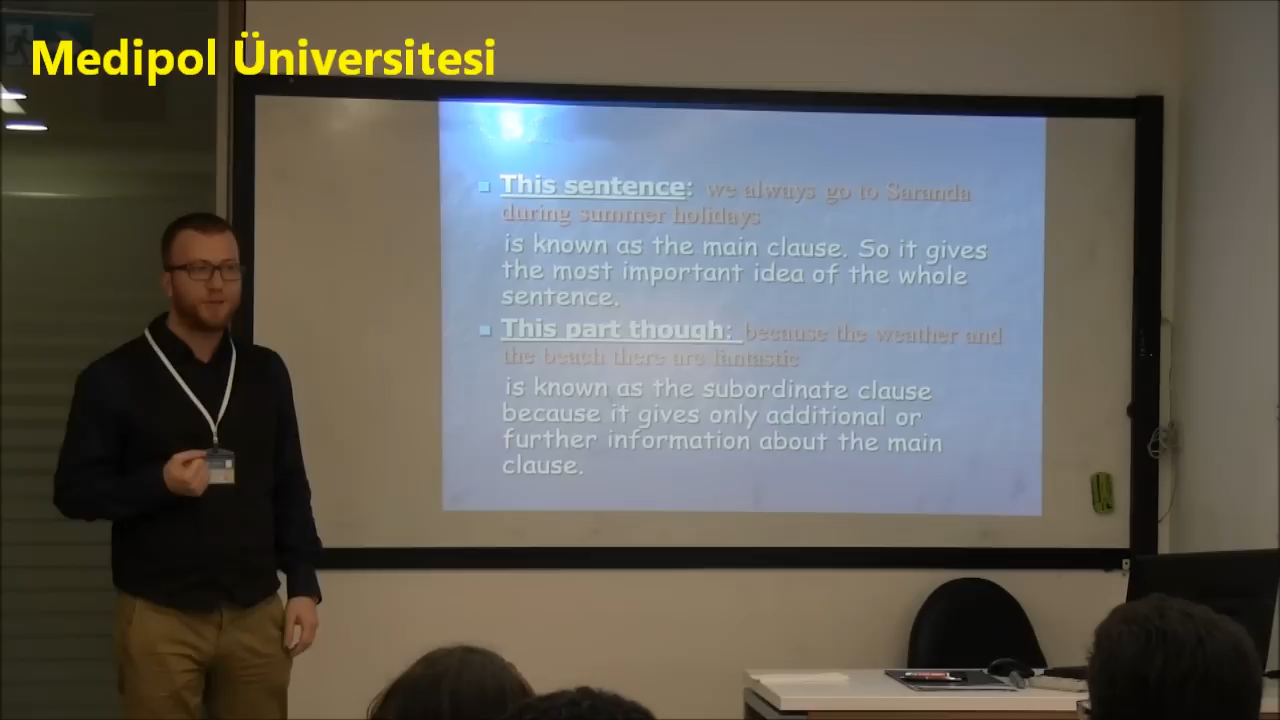 Medipol Üniversitesi
This sentence: we always go to Saranda
during summer holidays
is known as the main clause. So it gives
the most important idea of the whole
sentence.
This part though: because the weather and
the beach there are fantastic
is known as the subordinate clause
because it gives only additional or
further information about the main
clause.